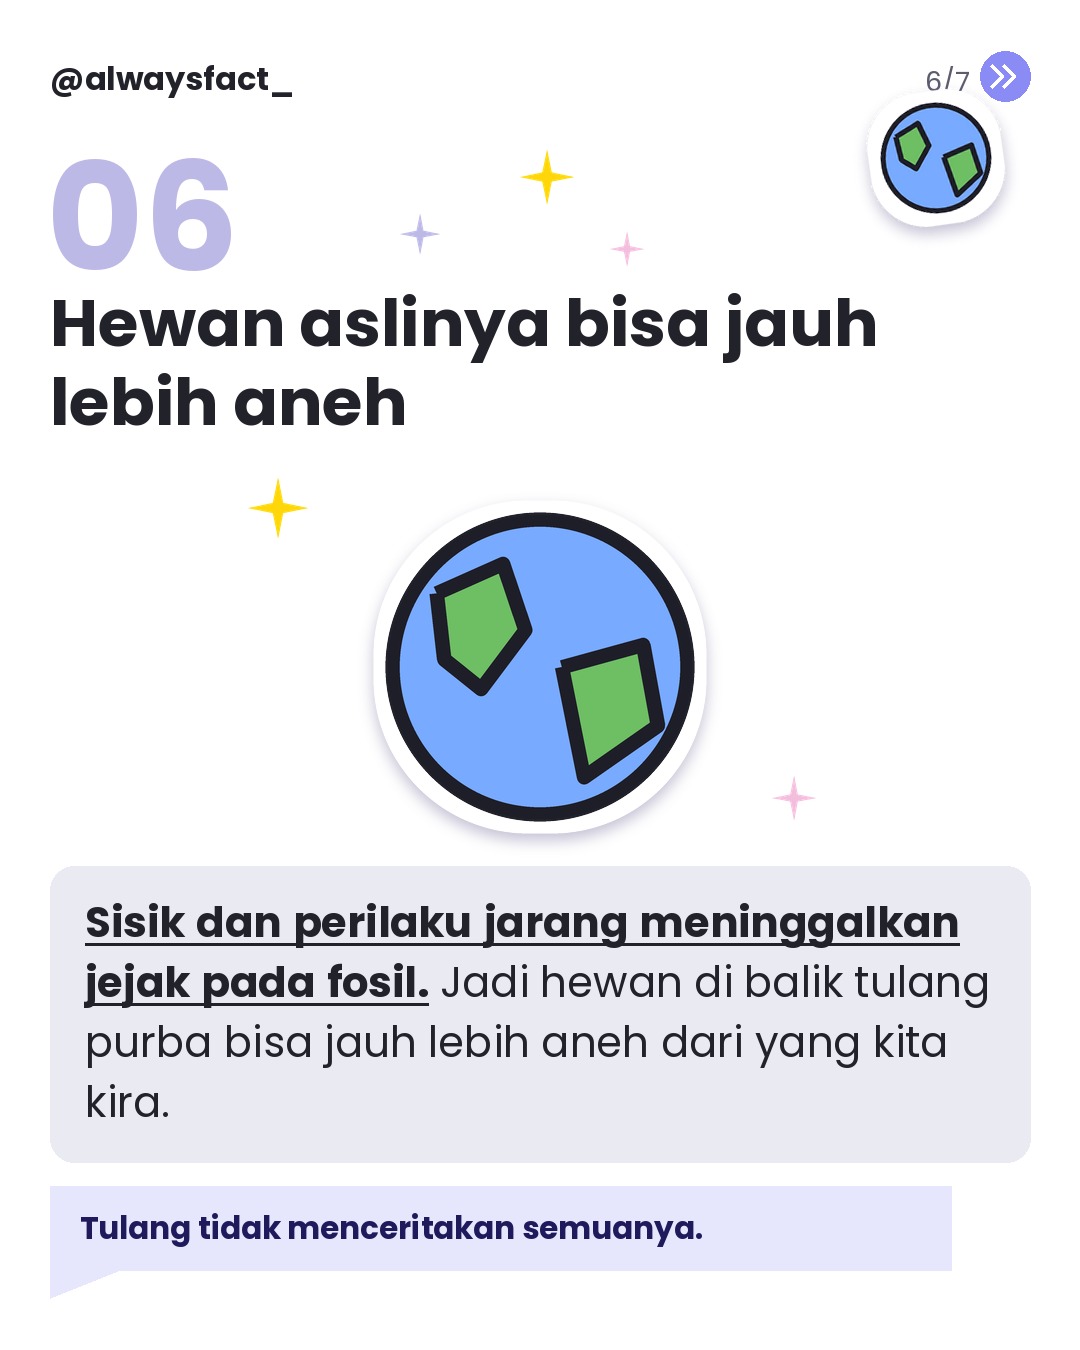 @alwaysfact_
6/7
06
Hewan aslinya bisa jauh
lebih aneh
Sisik dan perilaku jarang meninggalkan
jejak pada fosil. Jadi hewan di balik tulang
purba bisa jauh lebih aneh dari yang kita
kira.
Tulang tidak menceritakan semuanya.